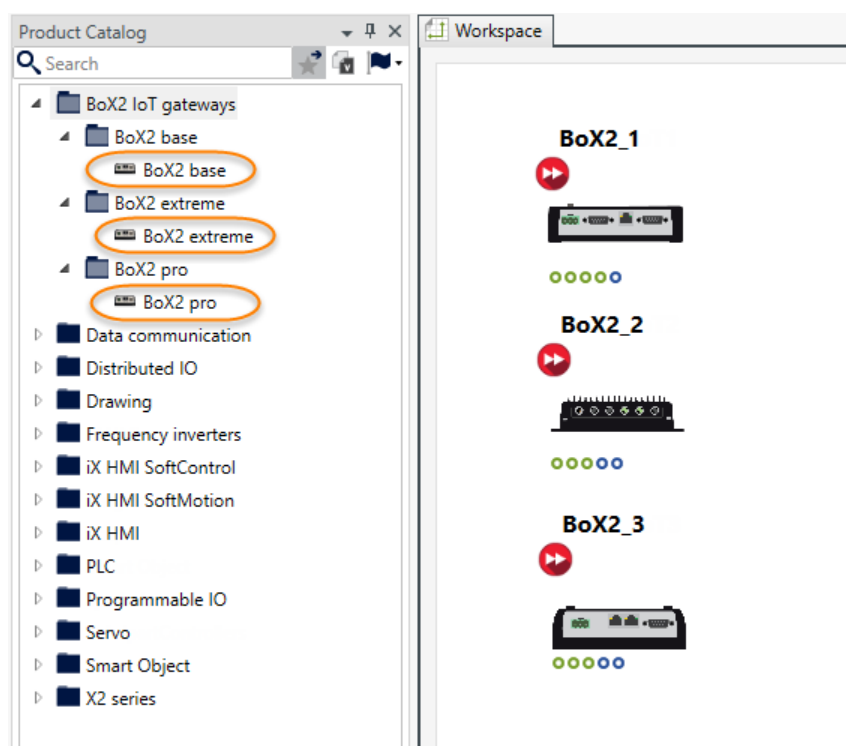 Product Catalog
Search
BoX2 IoT gateways
BoX2 base
BoX2 base
BoX2 extreme
BoX2 extreme
BoX2 pro
BoX2 pro
Data communication
Distributed IO
Drawing
Frequency inverters
iX HMI SoftControl
iX HMI SoftMotion
iX HMI
PLC
Programmable IO
Servo
Smart Object
X2 series
Workspace
BoX2_1
BoX2_2
BoX2_3